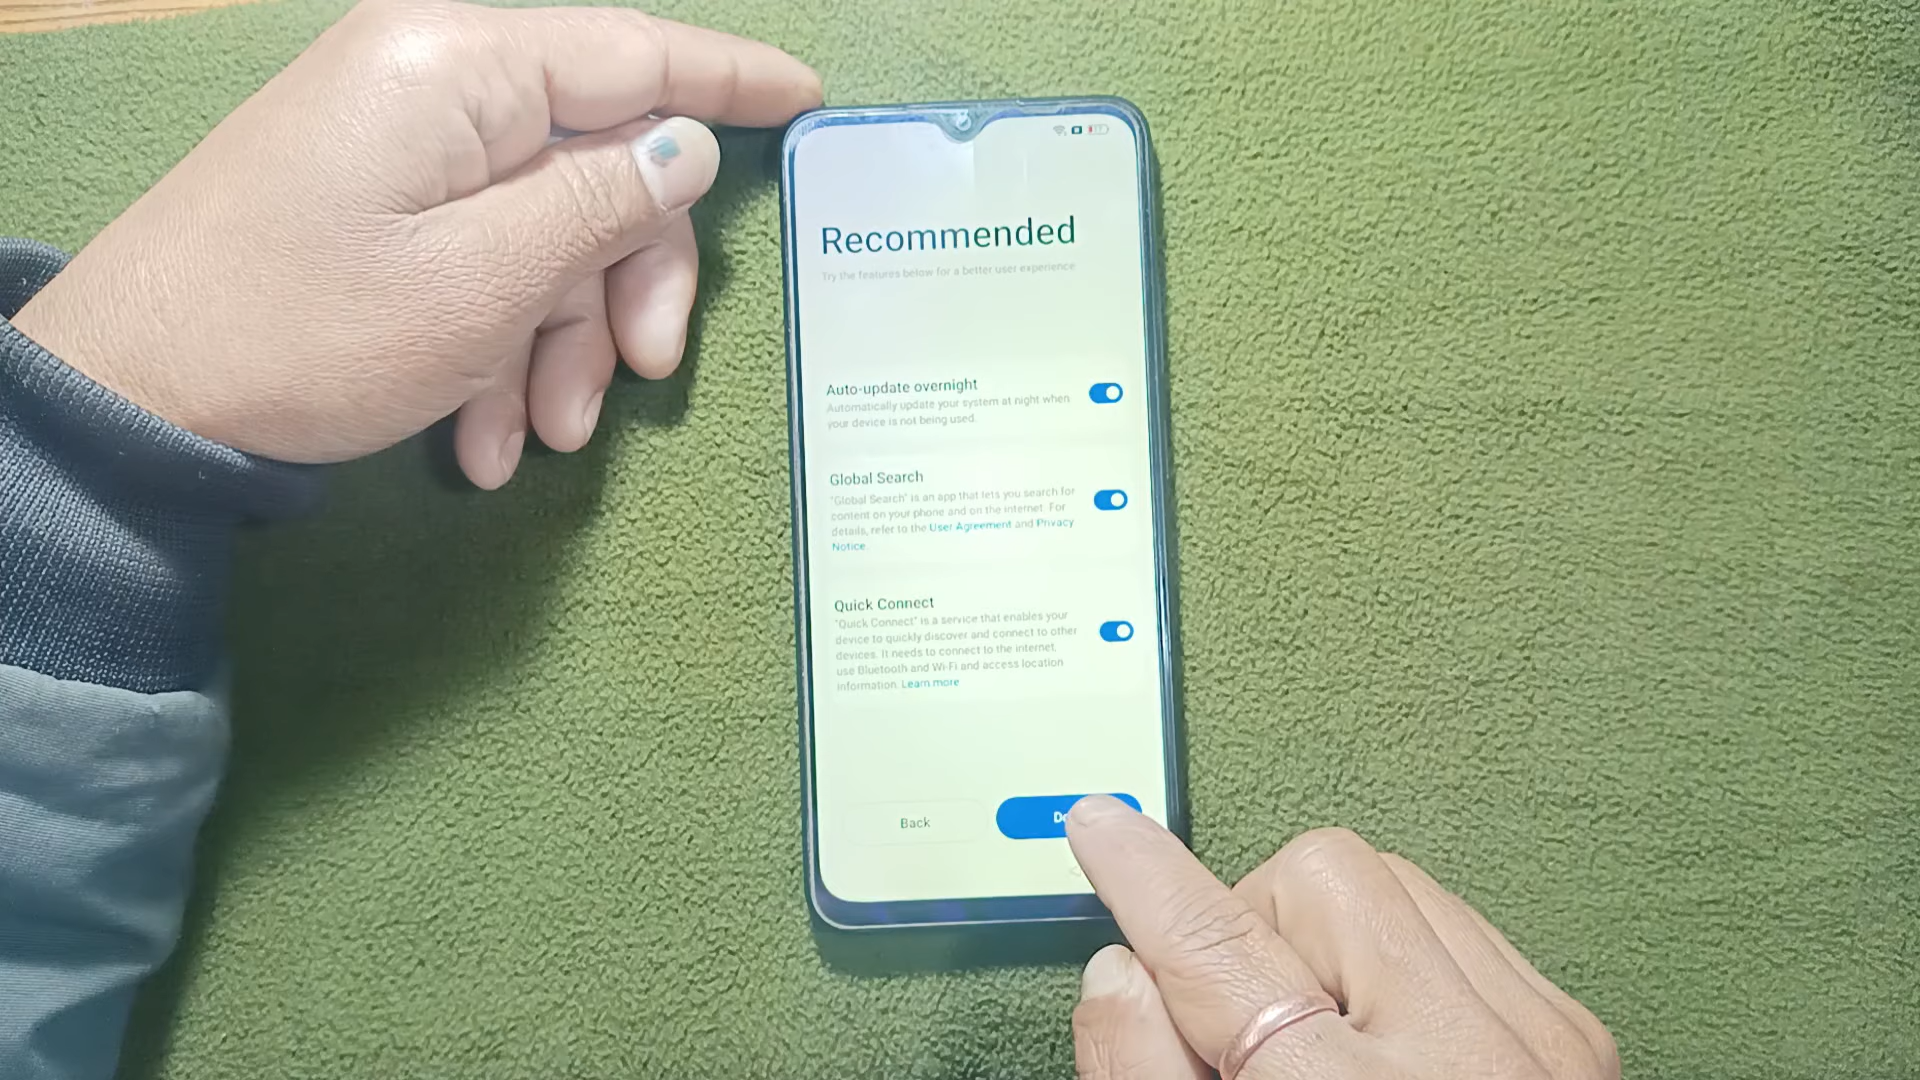 Recommended
Try the features below for a better user experience
Auto-update overnight
Automatically update your system at night when
your device is not being used.
Global Search
"Global Search" is an app that lets you search for
content on your phone and on the internet. For
details, refer to the User Agreement and Privacy
Notice.
Quick Connect
"Quick Connect" is a service that enables your
device to quickly discover and connect to other
devices. It needs to connect to the internet,
use Bluetooth and Wi-Fi and access location
information. Learn more
Back